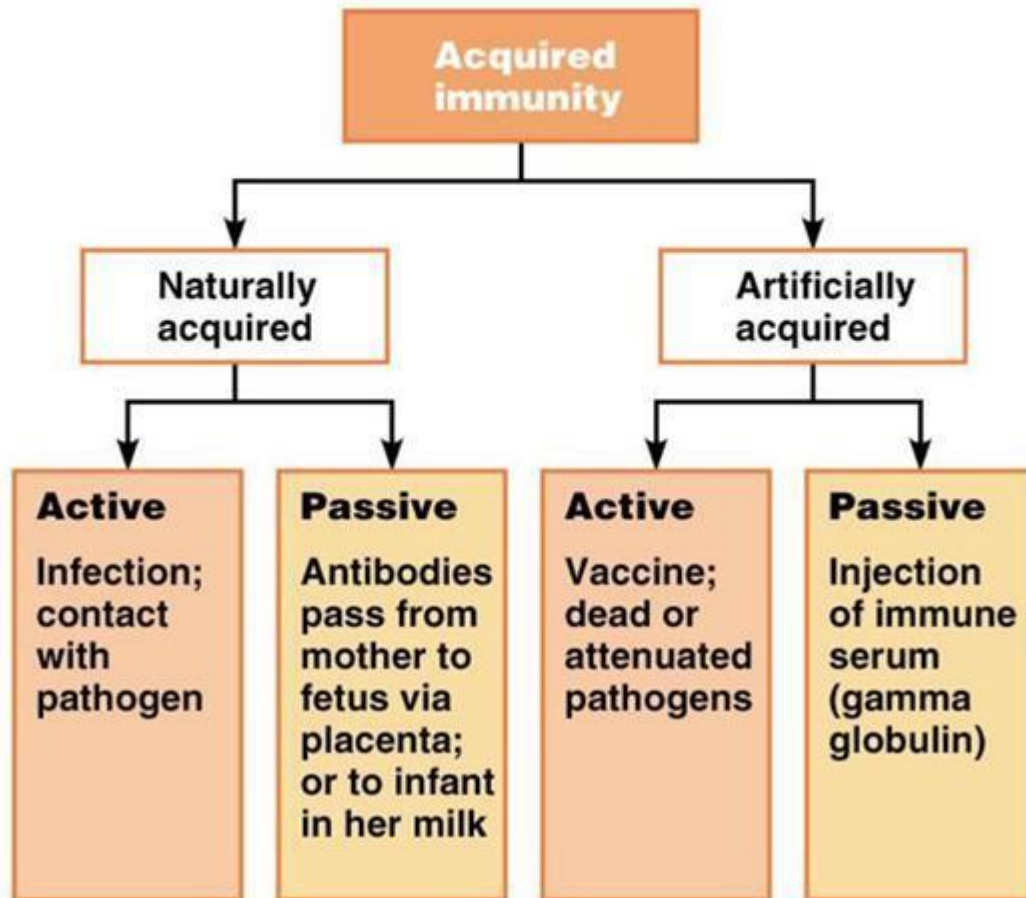 Acquired
immunity
Naturally
acquired
Artificially
acquired
Active
Infection;
contact
with
pathogen
Passive
Antibodies
pass from
mother to
fetus via
placenta;
or to infant
in her milk
Active
Vaccine;
dead or
attenuated
pathogens
Passive
Injection
of immune
serum
(gamma
globulin)